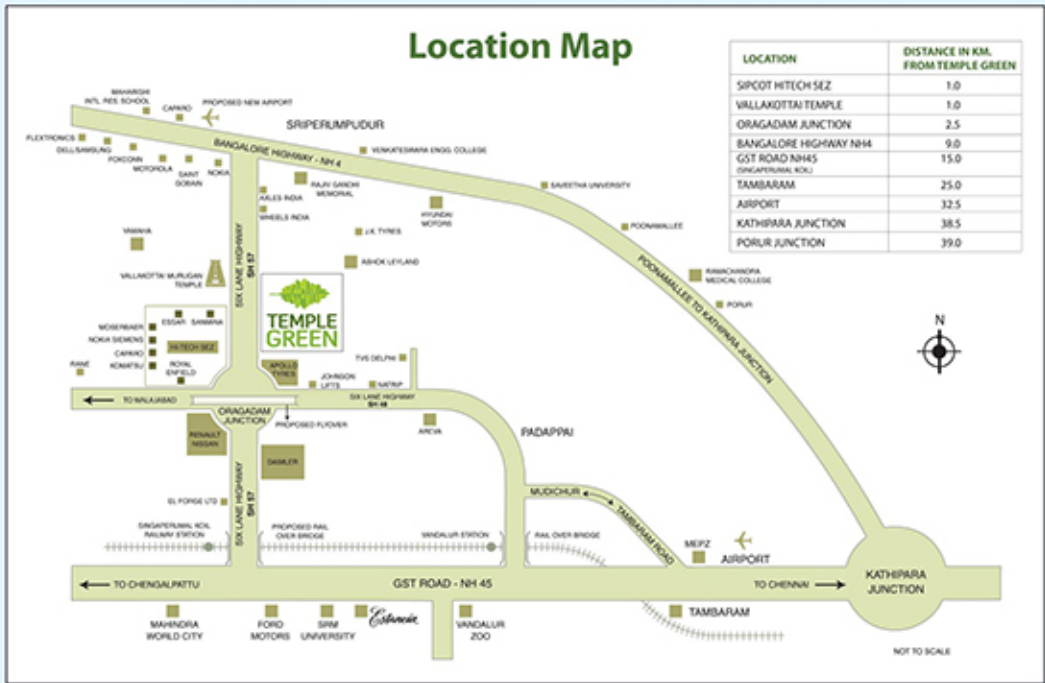 Location Map
LOCATION DISTANCE IN KM.
FROM TEMPLE GREEN
SIPCOT HITECH SEZ 1.0
VALLAKOTTAI TEMPLE 1.0
ORAGADAM JUNCTION 2.5
BANGALORE HIGHWAY NH4 9.0
GST ROAD NH45 15.0
(SINGAPERUMAL KOIL)
TAMBARAM 25.0
AIRPORT 32.5
KATHIPARA JUNCTION 38.5
PORUR JUNCTION 39.0
MAHARISHI
INTL. RES. SCHOOL
CAPARO
PROPOSED NEW AIRPORT
SRIPERUMPUDUR
BANGALORE HIGHWAY - NH 4
FLEXTRONICS
DELL/SAMSUNG
FOXCONN
MOTOROLA
SAINT
GOBAIN
NOKIA
VENKATESWARA ENGG. COLLEGE
RAJIV GANDHI
MEMORIAL
AXLES INDIA
WHEELS INDIA
HYUNDAI
MOTORS
SAVEETHA UNIVERSITY
POONAMALLEE
J.K. TYRES
ASHOK LEYLAND
RAMACHANDRA
MEDICAL COLLEGE
PORUR
POONAMALLEE TO KATHIPARA JUNCTION
YAMAHA
VALLAKOTTAI MURUGAN
TEMPLE
SIX LANE HIGHWAY
SH 57
TEMPLE
GREEN
N
MOSERBAER
ESSAR
SANMINA
NOKIA SIEMENS
HI-TECH SEZ
CAPARO
KOMATSU
ROYAL
ENFIELD
RANE
APOLLO
TYRES
JOHNSON
LIFTS
TVS DELPHI
NATRIP
SIX LANE HIGHWAY
SH 48
TO WALAJABAD
ORAGADAM
JUNCTION
PROPOSED FLYOVER
AREVA
PADAPPAI
RENAULT
NISSAN
DAIMLER
SIX LANE HIGHWAY
SH 57
EL FORGE LTD
MUDICHUR
TAMBARAM ROAD
SINGAPERUMAL KOIL
RAILWAY STATION
PROPOSED RAIL
OVER BRIDGE
VANDALUR STATION
RAIL OVER BRIDGE
MEPZ
AIRPORT
TO CHENGALPATTU
GST ROAD - NH 45
TO CHENNAI
KATHIPARA
JUNCTION
MAHINDRA
WORLD CITY
FORD
MOTORS
SRM
UNIVERSITY
Estancia
VANDALUR
ZOO
TAMBARAM
NOT TO SCALE